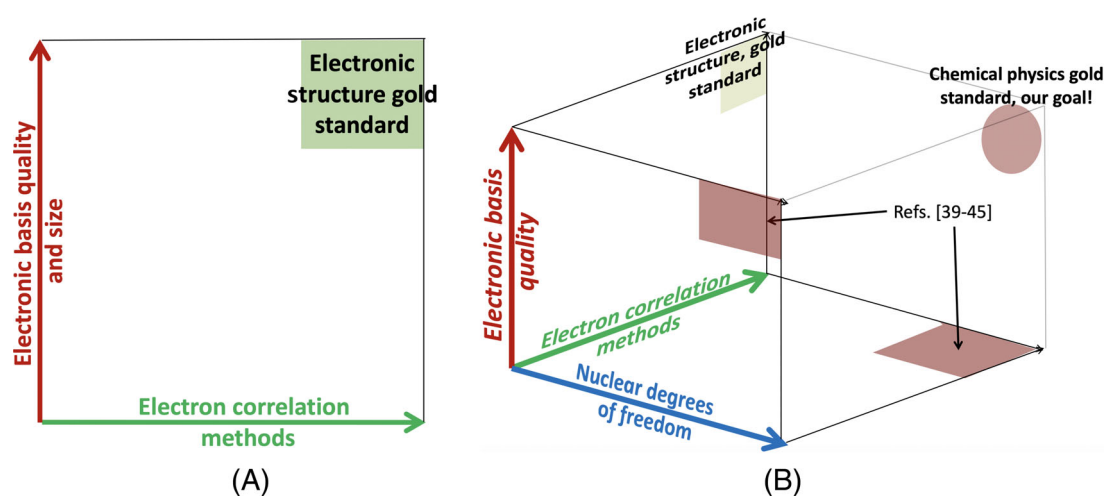 Electronic basis quality
and size
Electronic
structure gold
standard
Electron correlation
methods
(A)
Electronic
structure, gold
standard
Chemical physics gold
standard, our goal!
Electronic basis
quality
Refs. [39-45]
Electron correlation
methods
Nuclear degrees
of freedom
(B)